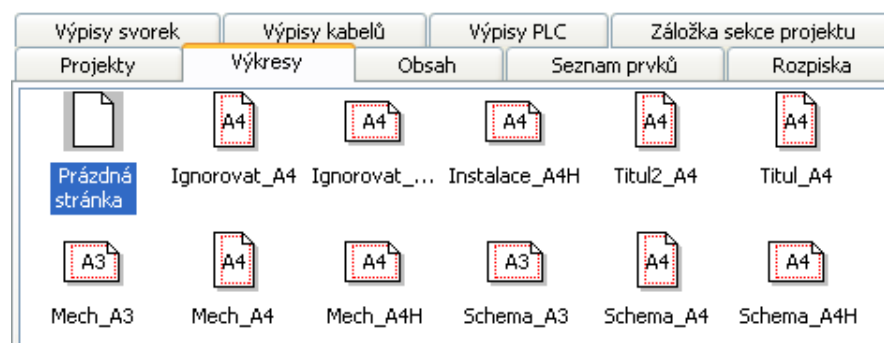 Výpisy svorek Výpisy kabelů Výpisy PLC Záložka sekce projektu
Projekty Výkresy Obsah Seznam prvků Rozpiska
A4 A4 A4 A4 A4
Prázdná stránka Ignorovat_A4 Ignorovat_... Instalace_A4H Titul2_A4 Titul_A4
A3 A4 A4 A3 A4 A4
Mech_A3 Mech_A4 Mech_A4H Schema_A3 Schema_A4 Schema_A4H